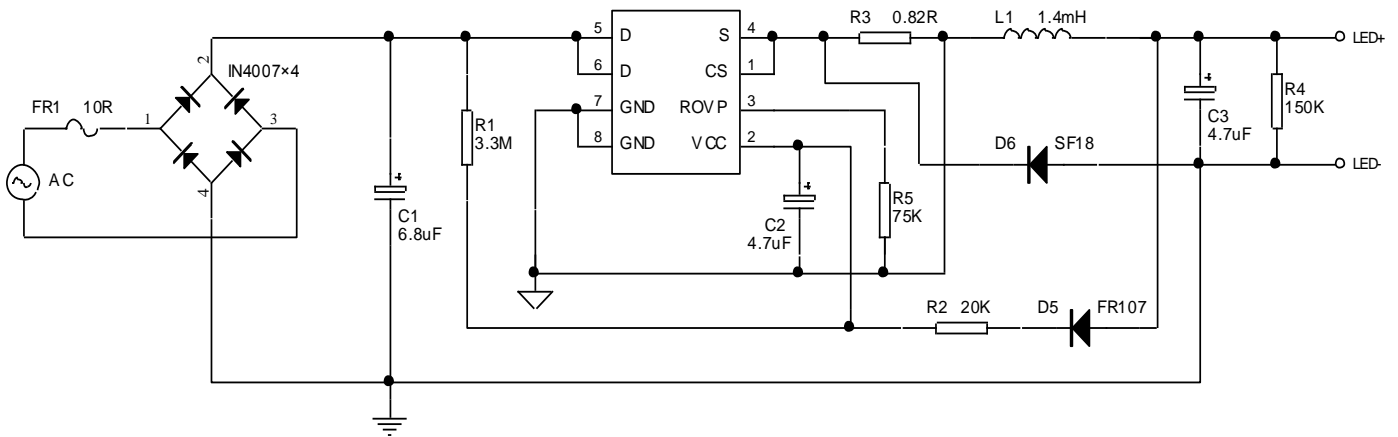 R3 0.82R
L1 1.4mH
5 D
S 4
LED+
2
IN4007×4
6 D
CS 1
FR1 10R
1
3
7 GND
ROVP 3
R1
3.3M
8 GND
VCC 2
R4
150K
C3
4.7uF
D6 SF18
AC
4
LED-
C1
6.8uF
C2
4.7uF
R5
75K
R2 20K
D5 FR107